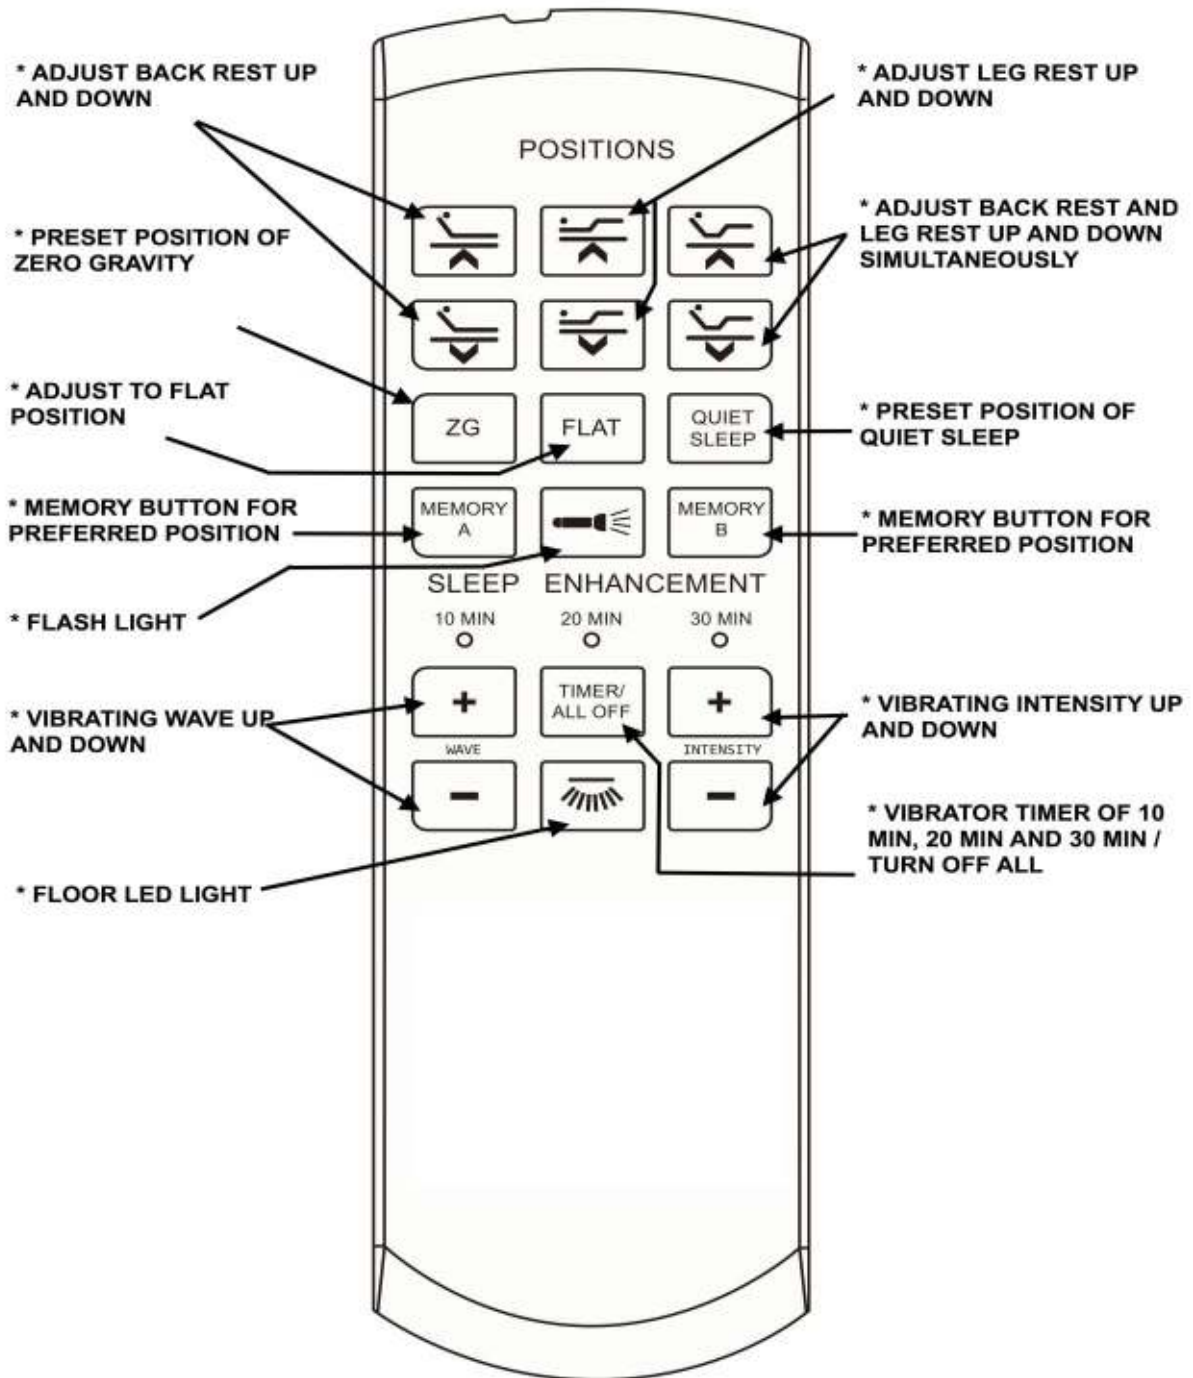 * ADJUST BACK REST UP
AND DOWN
* ADJUST LEG REST UP
AND DOWN
POSITIONS
* PRESET POSITION OF
ZERO GRAVITY
* ADJUST BACK REST AND
LEG REST UP AND DOWN
SIMULTANEOUSLY
* ADJUST TO FLAT
POSITION
ZG
FLAT
QUIET
SLEEP
* PRESET POSITION OF
QUIET SLEEP
* MEMORY BUTTON FOR
PREFERRED POSITION
MEMORY
A
MEMORY
B
* MEMORY BUTTON FOR
PREFERRED POSITION
SLEEP ENHANCEMENT
* FLASH LIGHT
10 MIN
20 MIN
30 MIN
* VIBRATING WAVE UP
AND DOWN
+
TIMER/
ALL OFF
+
* VIBRATING INTENSITY UP
AND DOWN
WAVE
INTENSITY
-
-
* VIBRATOR TIMER OF 10
MIN, 20 MIN AND 30 MIN /
TURN OFF ALL
* FLOOR LED LIGHT